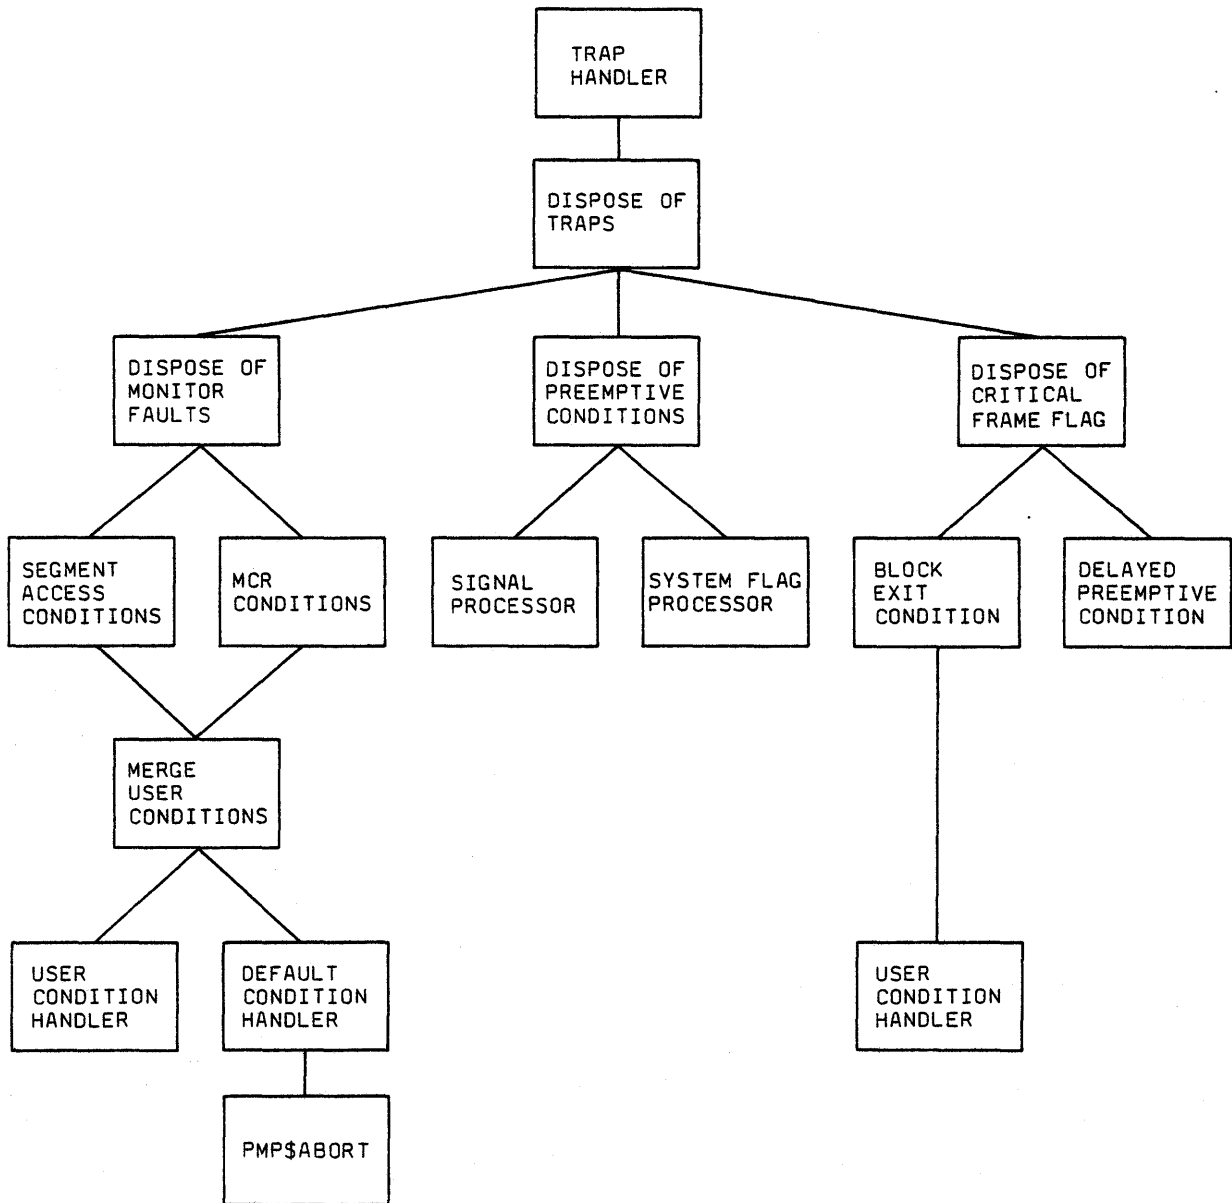 TRAP
HANDLER
DISPOSE OF
TRAPS
DISPOSE OF
MONITOR
FAULTS
DISPOSE OF
PREEMPTIVE
CONDITIONS
DISPOSE OF
CRITICAL
FRAME FLAG
SEGMENT
ACCESS
CONDITIONS
MCR
CONDITIONS
SIGNAL
PROCESSOR
SYSTEM FLAG
PROCESSOR
BLOCK
EXIT
CONDITION
DELAYED
PREEMPTIVE
CONDITION
MERGE
USER
CONDITIONS
USER
CONDITION
HANDLER
DEFAULT
CONDITION
HANDLER
USER
CONDITION
HANDLER
PMP$ABORT